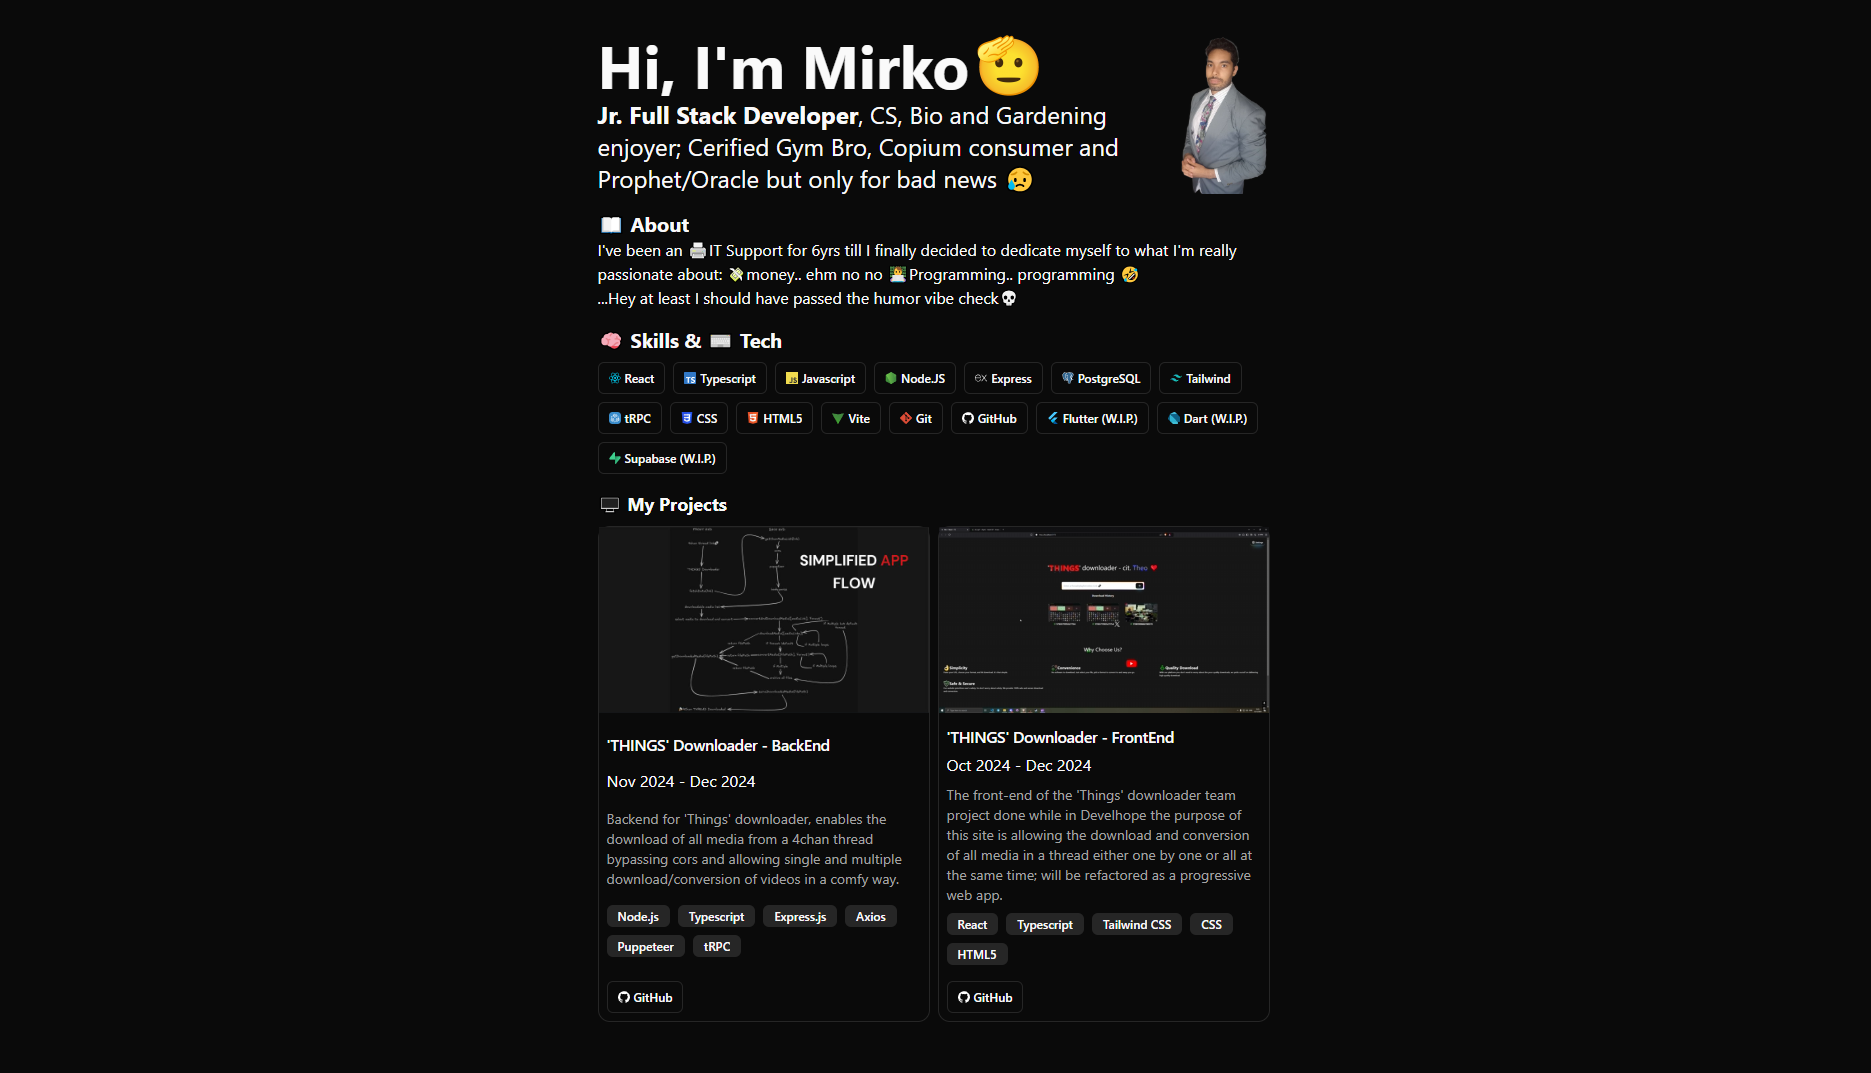 Hi, I'm Mirko🫡
Jr. Full Stack Developer, CS, Bio and Gardening
enjoyer; Cerified Gym Bro, Copium consumer and
Prophet/Oracle but only for bad news 😥
📖 About
I've been an 🖨️IT Support for 6yrs till I finally decided to dedicate myself to what I'm really
passionate about: 💸money.. ehm no no 👨‍💻Programming.. programming 🤣
...Hey at least I should have passed the humor vibe check💀
🧠 Skills & ⌨️ Tech
React Typescript Javascript Node.JS Express PostgreSQL Tailwind
tRPC CSS HTML5 Vite Git GitHub Flutter (W.I.P.) Dart (W.I.P.)
Supabase (W.I.P.)
🖥️ My Projects
SIMPLIFIED APP
FLOW
'THINGS' Downloader - BackEnd
Nov 2024 - Dec 2024
Backend for 'Things' downloader, enables the
download of all media from a 4chan thread
bypassing cors and allowing single and multiple
download/conversion of videos in a comfy way.
Node.js Typescript Express.js Axios
Puppeteer tRPC
GitHub
'THINGS' downloader - cit. Theo ❤️
Why Choose Us?
Simplicity Convenience Quality Download
Safe & Secure
'THINGS' Downloader - FrontEnd
Oct 2024 - Dec 2024
The front-end of the 'Things' downloader team
project done while in Develhope the purpose of
this site is allowing the download and conversion
of all media in a thread either one by one or all at
the same time; will be refactored as a progressive
web app.
React Typescript Tailwind CSS CSS
HTML5
GitHub